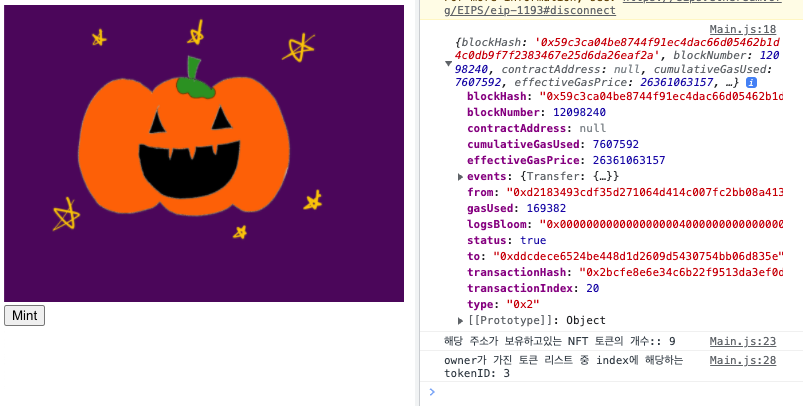 Mint
g/EIPS/eip-1193#disconnect
Main.js:18
{blockHash: '0x59c3ca04be8744f91ec4dac66d05462b1d
4c0db9f7f2383467e25d6da26eaf2a', blockNumber: 120
98240, contractAddress: null, cumulativeGasUsed:
7607592, effectiveGasPrice: 26361063157, …}
blockHash: "0x59c3ca04be8744f91ec4dac66d05462b1d
blockNumber: 12098240
contractAddress: null
cumulativeGasUsed: 7607592
effectiveGasPrice: 26361063157
events: {Transfer: {…}}
from: "0xd2183493cdf35d271064d414c007fc2bb08a413
gasUsed: 169382
logsBloom: "0x00000000000000000040000000000000000
status: true
to: "0xddcdece6524be448d1d2609d5430754bb06d835e"
transactionHash: "0x2bcfe8e6e34c6b22f9513da3ef0d
transactionIndex: 20
type: "0x2"
[[Prototype]]: Object
해당 주소가 보유하고있는 NFT 토큰의 개수:: 9 Main.js:23
owner가 가진 토큰 리스트 중 index에 해당하는 Main.js:28
tokenID: 3